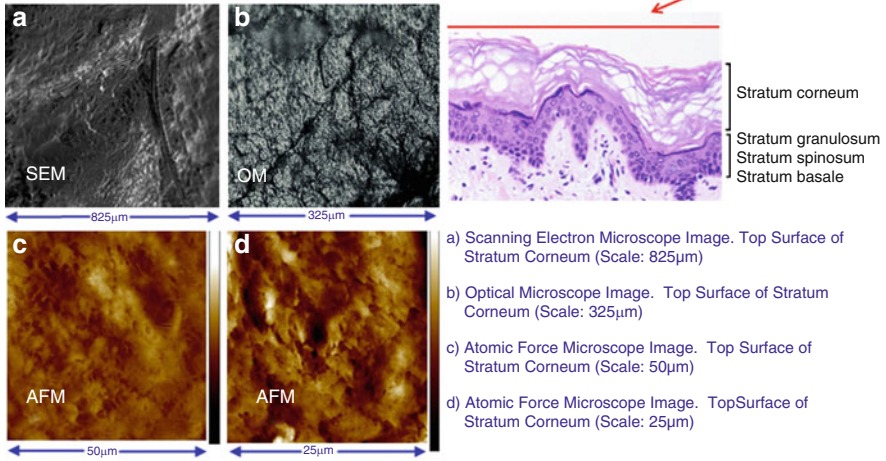 a
b
SEM
OM
825µm
325µm
Stratum corneum
Stratum granulosum
Stratum spinosum
Stratum basale
c
d
AFM
AFM
50µm
25µm
a) Scanning Electron Microscope Image. Top Surface of
Stratum Corneum (Scale: 825µm)
b) Optical Microscope Image. Top Surface of Stratum
Corneum (Scale: 325µm)
c) Atomic Force Microscope Image. Top Surface of
Stratum Corneum (Scale: 50µm)
d) Atomic Force Microscope Image. TopSurface of
Stratum Corneum (Scale: 25µm)